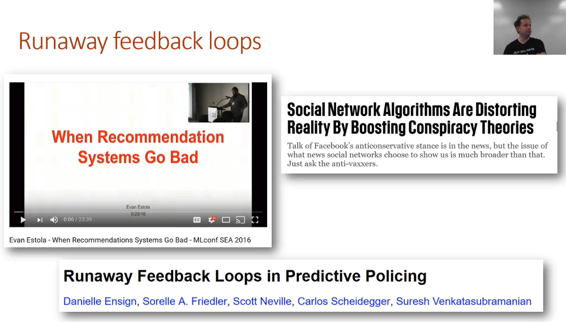 Runaway feedback loops
When Recommendation
Systems Go Bad
Evan Estola
5/20/16
0:06 / 23:38
Evan Estola - When Recommendations Systems Go Bad - MLconf SEA 2016
Social Network Algorithms Are Distorting
Reality By Boosting Conspiracy Theories
Talk of Facebook's anticonservative stance is in the news, but the issue of
what news social networks choose to show us is much broader than that.
Just ask the anti-vaxxers.
Runaway Feedback Loops in Predictive Policing
Danielle Ensign, Sorelle A. Friedler, Scott Neville, Carlos Scheidegger, Suresh Venkatasubramanian